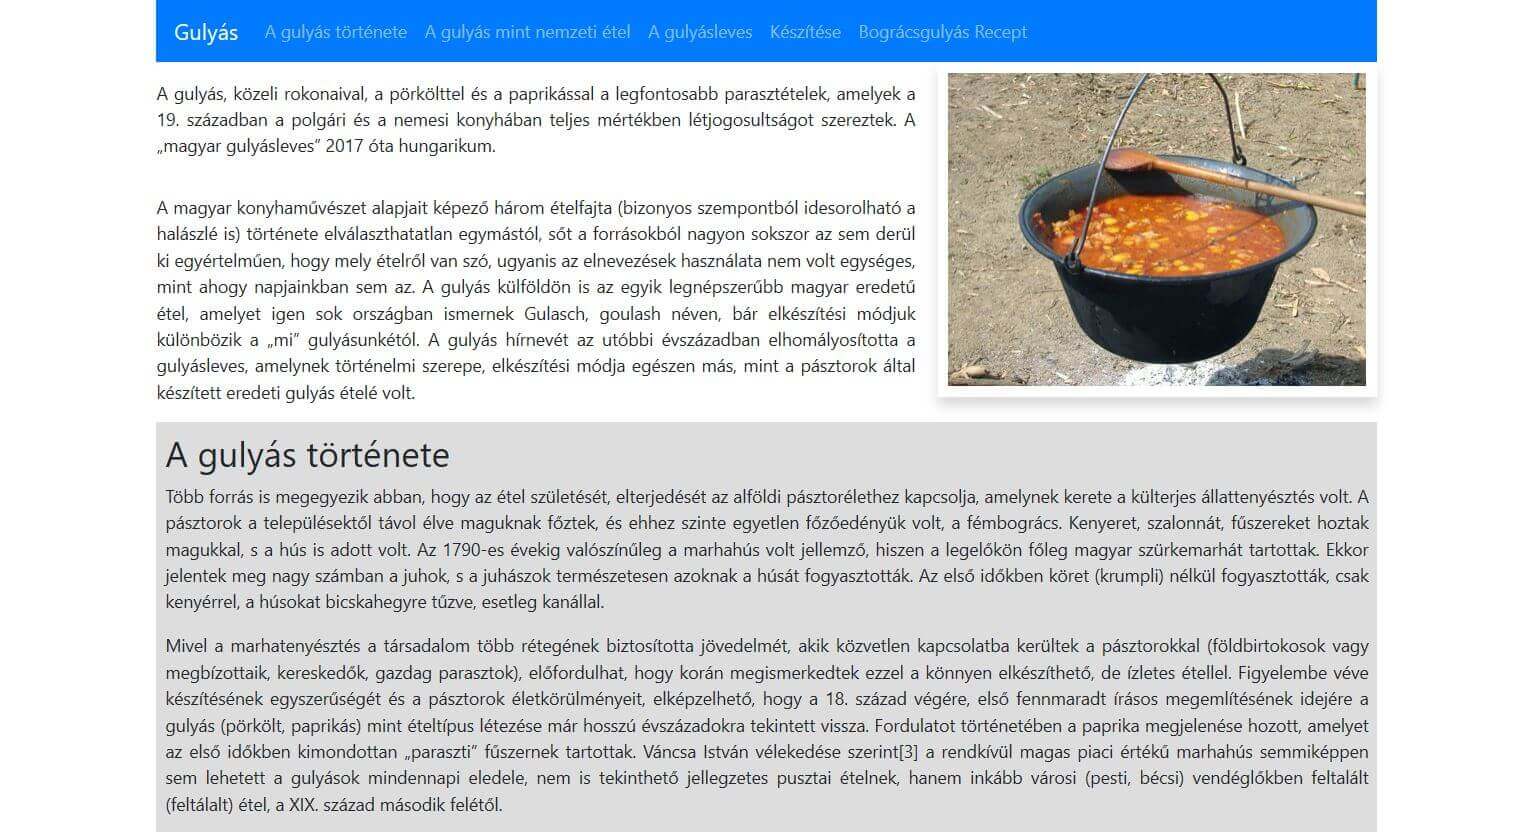 Gulyás A gulyás története A gulyás mint nemzeti étel A gulyásleves Készítése Bográcsgulyás Recept
A gulyás, közeli rokonaival, a pörkölttel és a paprikással a legfontosabb parasztételek, amelyek a
19. században a polgári és a nemesi konyhában teljes mértékben létjogosultságot szereztek. A
„magyar gulyásleves” 2017 óta hungarikum.
A magyar konyhaművészet alapjait képező három ételfajta (bizonyos szempontból idesorolható a
halászlé is) története elválaszthatatlan egymástól, sőt a forrásokból nagyon sokszor az sem derül
ki egyértelműen, hogy mely ételről van szó, ugyanis az elnevezések használata nem volt egységes,
mint ahogy napjainkban sem az. A gulyás külföldön is az egyik legnépszerűbb magyar eredetű
étel, amelyet igen sok országban ismernek Gulasch, goulash néven, bár elkészítési módjuk
különbözik a „mi” gulyásunkétól. A gulyás hírnevét az utóbbi évszázadban elhomályosította a
gulyásleves, amelynek történelmi szerepe, elkészítési módja egészen más, mint a pásztorok által
készített eredeti gulyás ételé volt.
A gulyás története
Több forrás is megegyezik abban, hogy az étel születését, elterjedését az alföldi pásztorélethez kapcsolja, amelynek kerete a külterjes állattenyésztés volt. A
pásztorok a településektől távol élve maguknak főztek, és ehhez szinte egyetlen főzőedényük volt, a fémbogrács. Kenyeret, szalonnát, fűszereket hoztak
magukkal, s a hús is adott volt. Az 1790-es évekig valószínűleg a marhahús volt jellemző, hiszen a legelőkön főleg magyar szürkemarhát tartottak. Ekkor
jelentek meg nagy számban a juhok, s a juhászok természetesen azoknak a húsát fogyasztották. Az első időkben köret (krumpli) nélkül fogyasztották, csak
kenyérrel, a húsokat bicskahegyre tűzve, esetleg kanállal.
Mivel a marhatenyésztés a társadalom több rétegének biztosította jövedelmét, akik közvetlen kapcsolatba kerültek a pásztorokkal (földbirtokosok vagy
megbízottaik, kereskedők, gazdag parasztok), előfordulhat, hogy korán megismerkedtek ezzel a könnyen elkészíthető, de ízletes étellel. Figyelembe véve
készítésének egyszerűségét és a pásztorok életkörülményeit, elképzelhető, hogy a 18. század végére, első fennmaradt írásos megemlítésének idejére a
gulyás (pörkölt, paprikás) mint ételtípus létezése már hosszú évszázadokra tekintett vissza. Fordulatot történetében a paprika megjelenése hozott, amelyet
az első időkben kimondottan „paraszti” fűszernek tartottak. Váncsa István vélekedése szerint[3] a rendkívül magas piaci értékű marhahús semmiképpen
sem lehetett a gulyások mindennapi eledele, nem is tekinthető jellegzetes pusztai ételnek, hanem inkább városi (pesti, bécsi) vendéglőkben feltalált
(feltálalt) étel, a XIX. század második felétől.